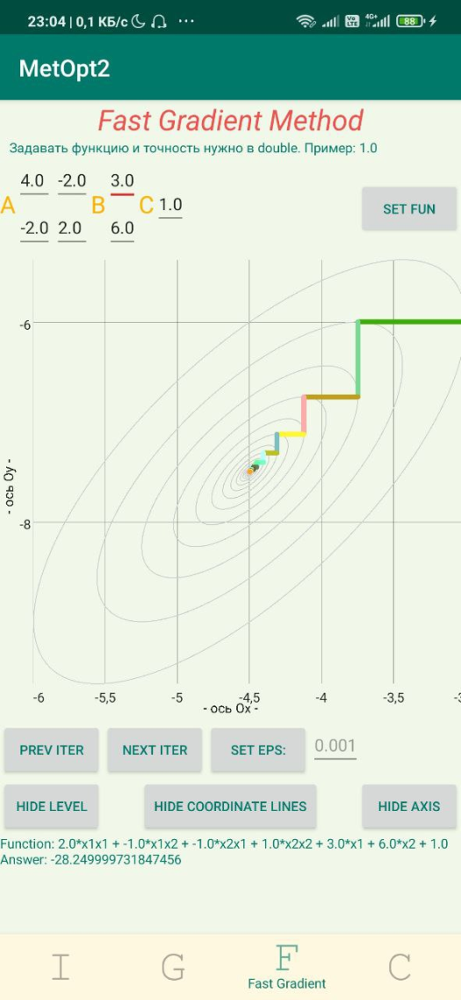 23:04 | 0,1 КБ/с ... Vo LTE 4G+ 88
MetOpt2
Fast Gradient Method
Задавать функцию и точность нужно в double. Пример: 1.0
4.0 -2.0 3.0
A B C 1.0 SET FUN
-2.0 2.0 6.0
-6
-8
- ось Oy -
-6 -5,5 -5 -4,5 -4 -3,5 -3
- ось Ox -
PREV ITER NEXT ITER SET EPS: 0.001
HIDE LEVEL HIDE COORDINATE LINES HIDE AXIS
Function: 2.0*x1x1 + -1.0*x1x2 + -1.0*x2x1 + 1.0*x2x2 + 3.0*x1 + 6.0*x2 + 1.0
Answer: -28.249999731847456
I G F C
Fast Gradient